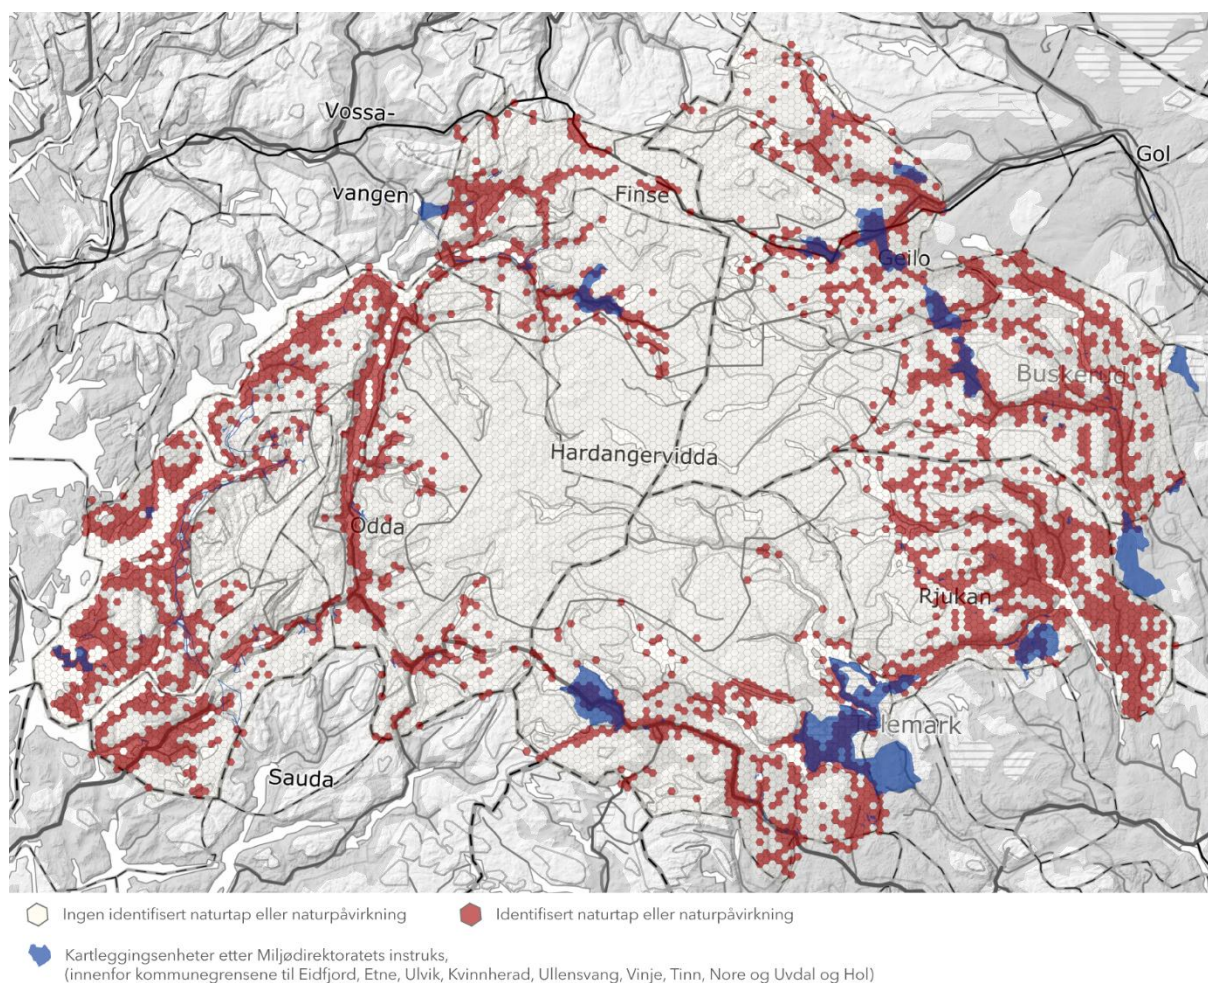 Vossa-
vangen
Gol
Finse
Geilo
Buskerud
Hardangervidda
Odda
Rjukan
Telemark
Sauda
Ingen identifisert naturtap eller naturpåvirkning
Identifisert naturtap eller naturpåvirkning
Kartleggingsenheter etter Miljødirektoratets instruks,
(innenfor kommunegrensene til Eidfjord, Etne, Ulvik, Kvinnherad, Ullensvang, Vinje, Tinn, Nore og Uvdal og Hol)